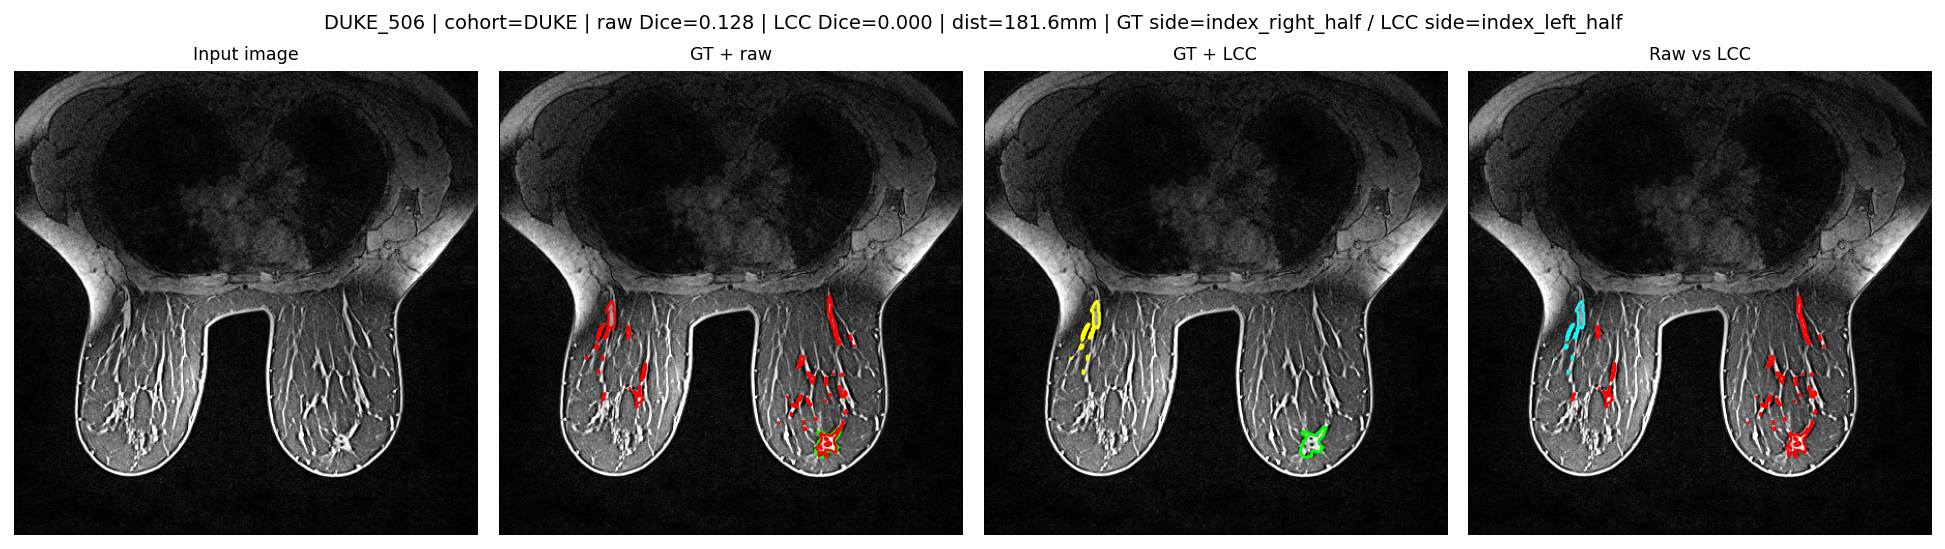 DUKE_506 | cohort=DUKE | raw Dice=0.128 | LCC Dice=0.000 | dist=181.6mm | GT side=index_right_half / LCC side=index_left_half
Input image
GT + raw
GT + LCC
Raw vs LCC